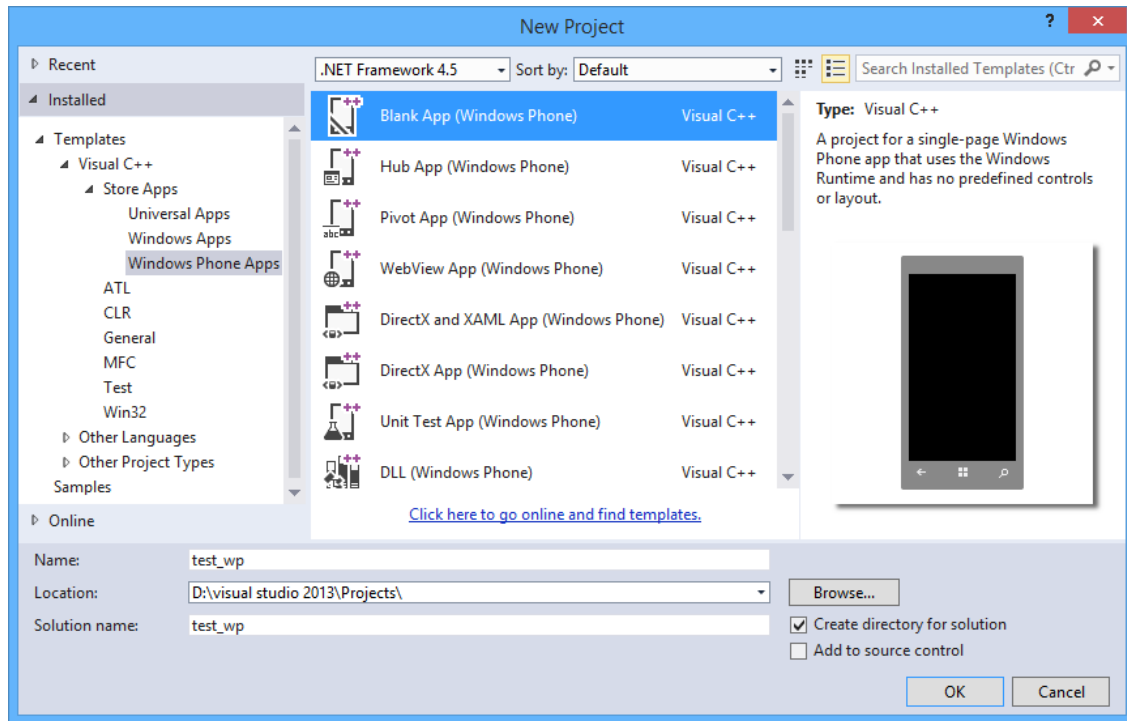 New Project
?
×
Recent
Installed
Templates
Visual C++
Store Apps
Universal Apps
Windows Apps
Windows Phone Apps
ATL
CLR
General
MFC
Test
Win32
Other Languages
Other Project Types
Samples
Online
.NET Framework 4.5 Sort by: Default
Search Installed Templates (Ctr
Blank App (Windows Phone) Visual C++
Hub App (Windows Phone) Visual C++
Pivot App (Windows Phone) Visual C++
WebView App (Windows Phone) Visual C++
DirectX and XAML App (Windows Phone) Visual C++
DirectX App (Windows Phone) Visual C++
Unit Test App (Windows Phone) Visual C++
DLL (Windows Phone) Visual C++
Click here to go online and find templates.
Type: Visual C++
A project for a single-page Windows
Phone app that uses the Windows
Runtime and has no predefined controls
or layout.
Name: test_wp
Location: D:\visual studio 2013\Projects\
Browse...
Solution name: test_wp
Create directory for solution
Add to source control
OK Cancel